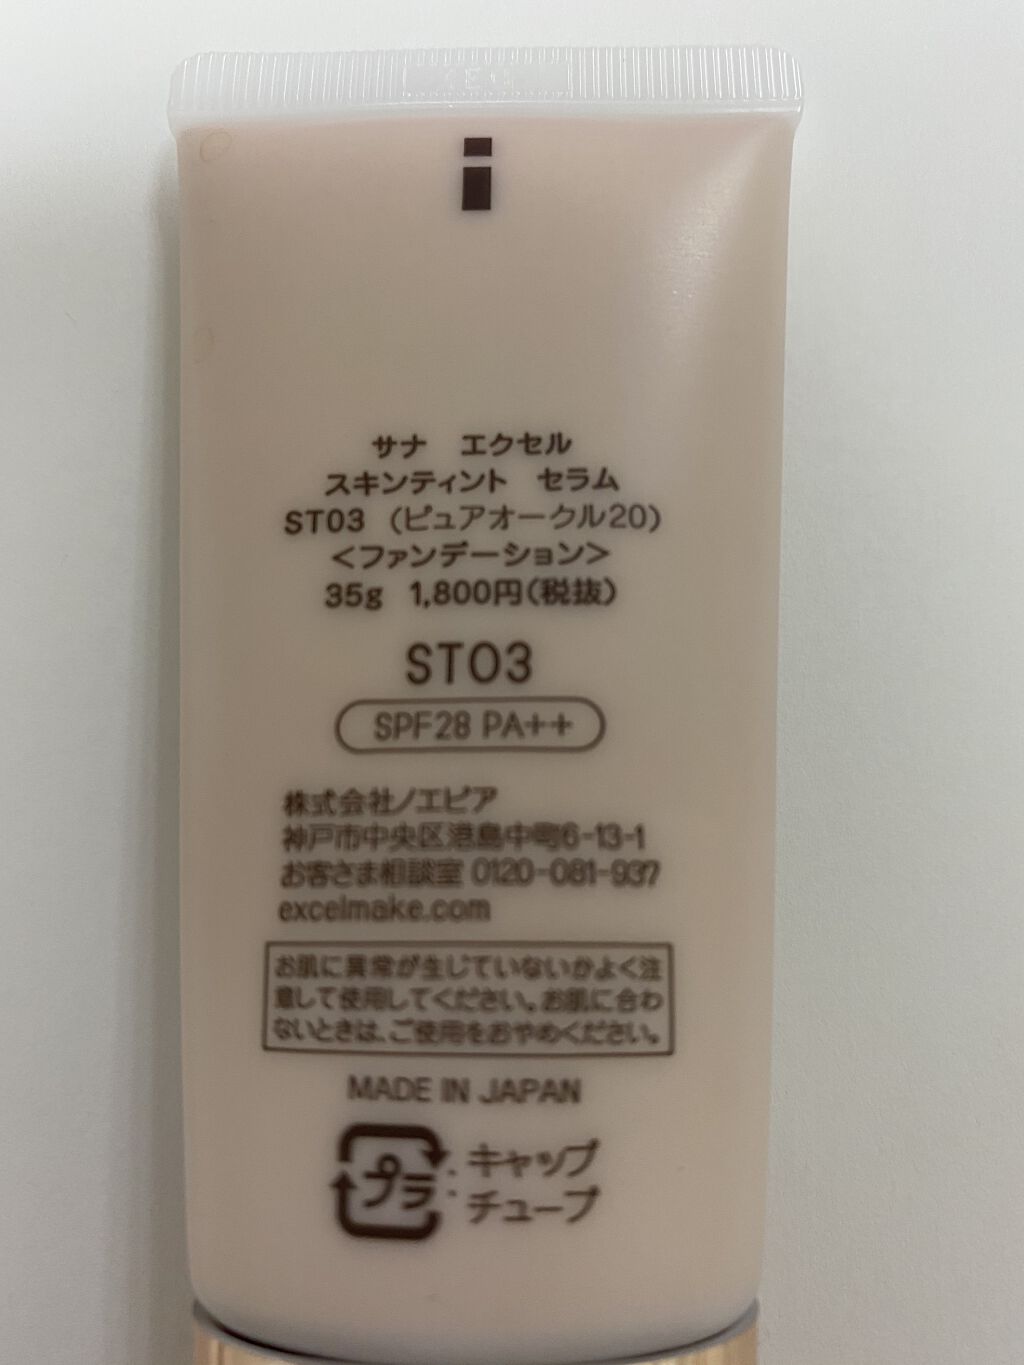 サナ エクセル
スキンティント セラム
ST03 (ピュアオークル20)
<ファンデーション>
35g 1,800円(税抜)
ST03
SPF28 PA++
株式会社ノエビア
神戸市中央区港島中町6-13-1
お客さま相談室 0120-081-937
excelmake.com
お肌に異常が生じていないかよく注
意して使用してください。お肌に合わ
ないときは、ご使用をおやめください。
MADE IN JAPAN
プラ : キャップ
チューブ